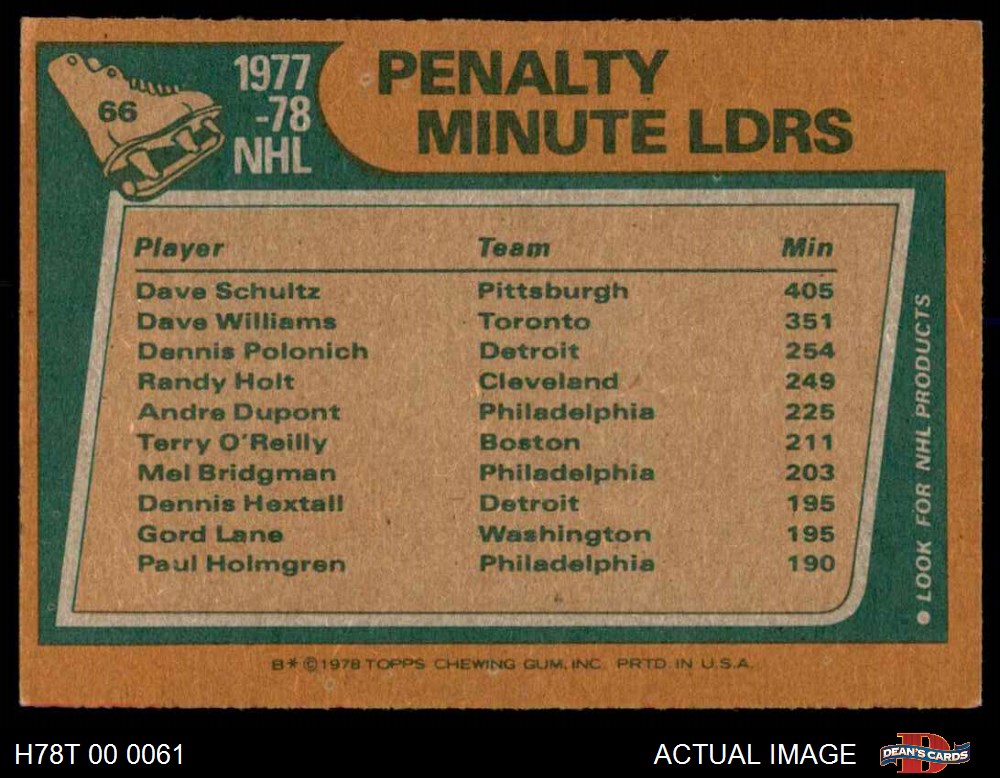 66
1977
-78
NHL
PENALTY
MINUTE LDRS
Player Team Min
Dave Schultz Pittsburgh 405
Dave Williams Toronto 351
Dennis Polonich Detroit 254
Randy Holt Cleveland 249
Andre Dupont Philadelphia 225
Terry O'Reilly Boston 211
Mel Bridgman Philadelphia 203
Dennis Hextall Detroit 195
Gord Lane Washington 195
Paul Holmgren Philadelphia 190
● LOOK FOR NHL PRODUCTS
B* © 1978 TOPPS CHEWING GUM, INC. PRTD. IN U.S.A.
H78T 00 0061
ACTUAL IMAGE
D
DEAN'S CARDS